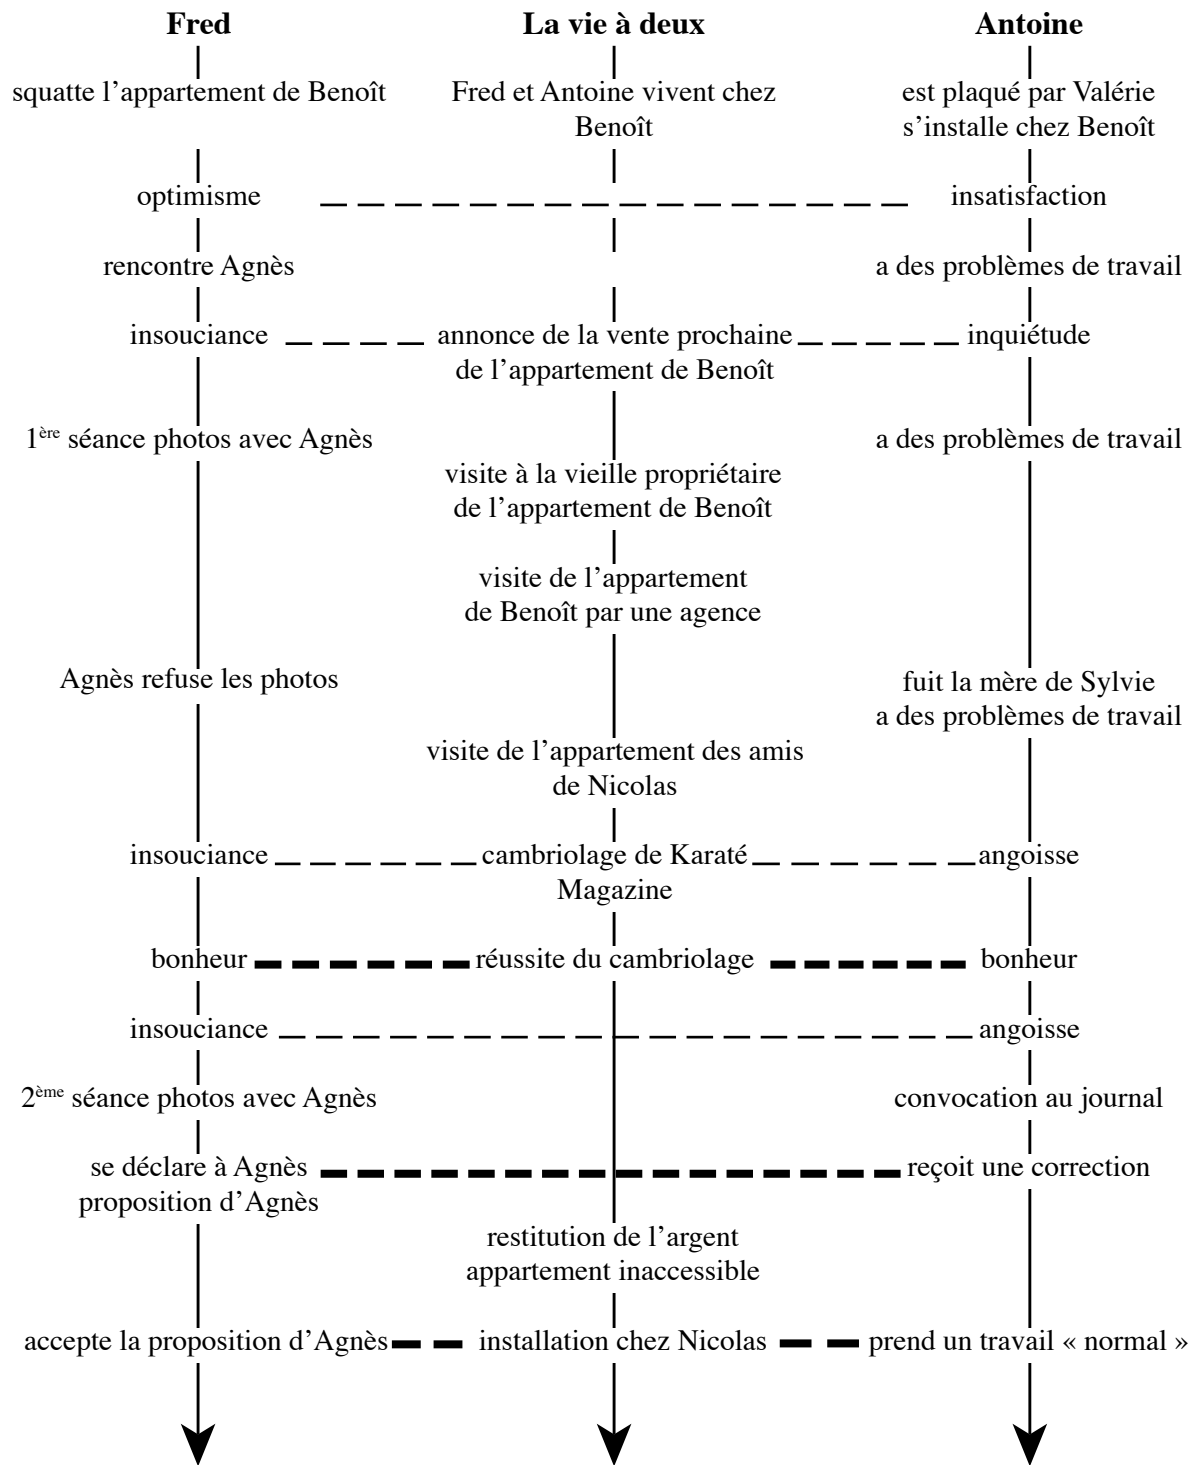 Fred
La vie à deux
Antoine
squatte l’appartement de Benoît
Fred et Antoine vivent chez
Benoît
est plaqué par Valérie
s’installe chez Benoît
optimisme
insatisfaction
rencontre Agnès
a des problèmes de travail
insouciance
annonce de la vente prochaine
de l’appartement de Benoît
inquiétude
1ère séance photos avec Agnès
a des problèmes de travail
visite à la vieille propriétaire
de l’appartement de Benoît
visite de l’appartement
de Benoît par une agence
Agnès refuse les photos
fuit la mère de Sylvie
a des problèmes de travail
visite de l’appartement des amis
de Nicolas
insouciance
cambriolage de Karaté
Magazine
angoisse
bonheur
réussite du cambriolage
bonheur
insouciance
angoisse
2ème séance photos avec Agnès
convocation au journal
se déclare à Agnès
proposition d’Agnès
reçoit une correction
restitution de l’argent
appartement inaccessible
accepte la proposition d’Agnès
installation chez Nicolas
prend un travail « normal »